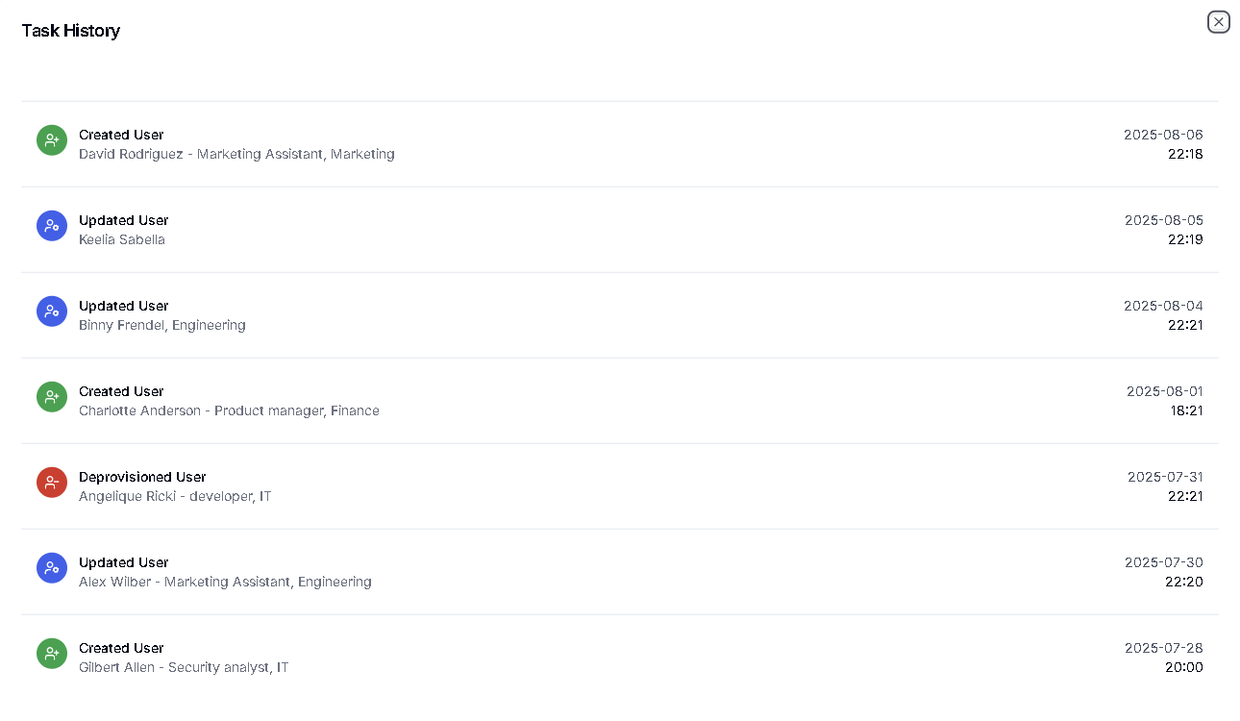 Task History
Created User
David Rodriguez - Marketing Assistant, Marketing
2025-08-06
22:18
Updated User
Keelia Sabella
2025-08-05
22:19
Updated User
Binny Frendel, Engineering
2025-08-04
22:21
Created User
Charlotte Anderson - Product manager, Finance
2025-08-01
18:21
Deprovisioned User
Angelique Ricki - developer, IT
2025-07-31
22:21
Updated User
Alex Wilber - Marketing Assistant, Engineering
2025-07-30
22:20
Created User
Gilbert Allen - Security analyst, IT
2025-07-28
20:00